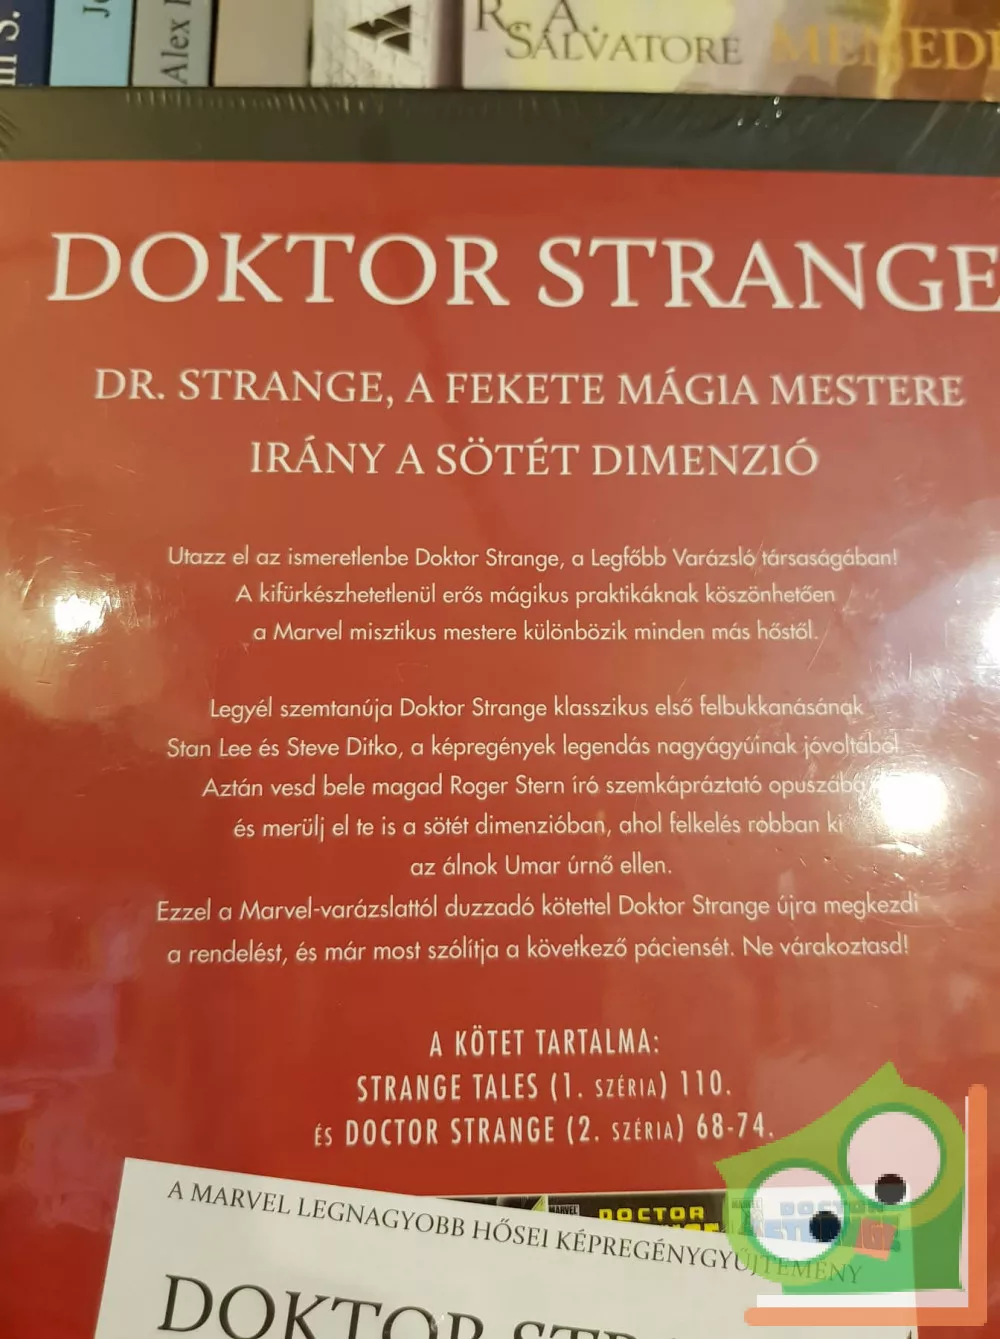 Alex
R. A.
SALVATORE
DOKTOR STRANGE
DR. STRANGE, A FEKETE MÁGIA MESTERE
IRÁNY A SÖTÉT DIMENZIÓ
Utazz el az ismeretlenbe Doktor Strange, a Legfőbb Varázsló társaságában!
A kifürkészhetetlenül erős mágikus praktikáknak köszönhetően
a Marvel misztikus mestere különbözik minden más hőstől.
Legyél szemtanúja Doktor Strange klasszikus első felbukkanásának
Stan Lee és Steve Ditko, a képregények legendás nagyágyúinak jóvoltából.
Aztán vesd bele magad Roger Stern író szemkápráztató
és merülj el te is a sötét dimenzióban, ahol felkelés robban ki
az álnok Umar úrnő ellen.
Ezzel a Marvel-varázslattól duzzadó kötettel Doktor Strange újra megkezdi
a rendelést, és már most szólítja a következő páciensét. Ne várakoztasd!
A KÖTET TARTALMA:
STRANGE TALES (1. SZÉRIA) 110.
ÉS DOCTOR STRANGE (2. SZÉRIA) 68-74.
MARVEL
DOCTOR
DOCTOR
A MARVEL LEGNAGYOBB HŐSEI KÉPREGÉNYGYŰJTEMÉNY
DOKTOR